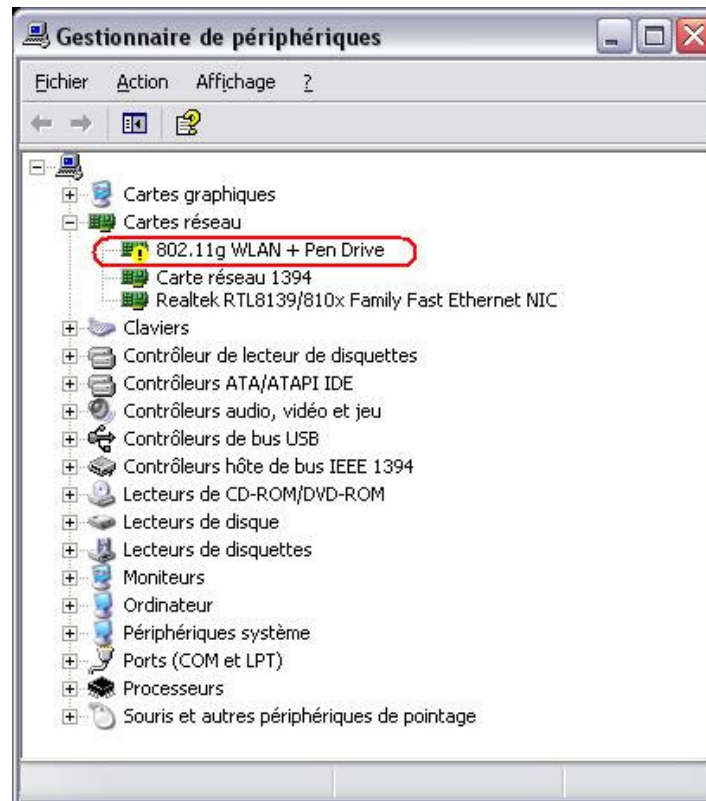 Gestionnaire de périphériques
Fichier Action Affichage ?
Cartes graphiques
Cartes réseau
802.11g WLAN + Pen Drive
Carte réseau 1394
Realtek RTL8139/810x Family Fast Ethernet NIC
Claviers
Contrôleur de lecteur de disquettes
Contrôleurs ATA/ATAPI IDE
Contrôleurs audio, vidéo et jeu
Contrôleurs de bus USB
Contrôleurs hôte de bus IEEE 1394
Lecteurs de CD-ROM/DVD-ROM
Lecteurs de disque
Lecteurs de disquettes
Moniteurs
Ordinateur
Périphériques système
Ports (COM et LPT)
Processeurs
Souris et autres périphériques de pointage